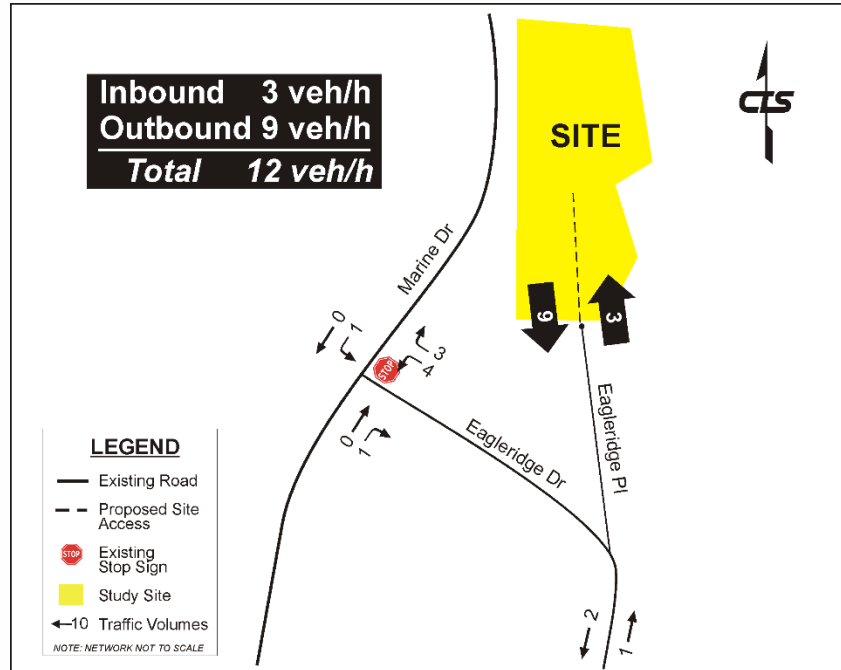 Inbound 3 veh/h
Outbound 9 veh/h
Total 12 veh/h
SITE
CTS
Marine Dr
9
3
0
1
3
4
STOP
0
1
Eagleridge Dr
Eagleridge Pl
2
1
LEGEND
Existing Road
Proposed Site
Access
STOP
Existing
Stop Sign
Study Site
10 Traffic Volumes
NOTE: NETWORK NOT TO SCALE